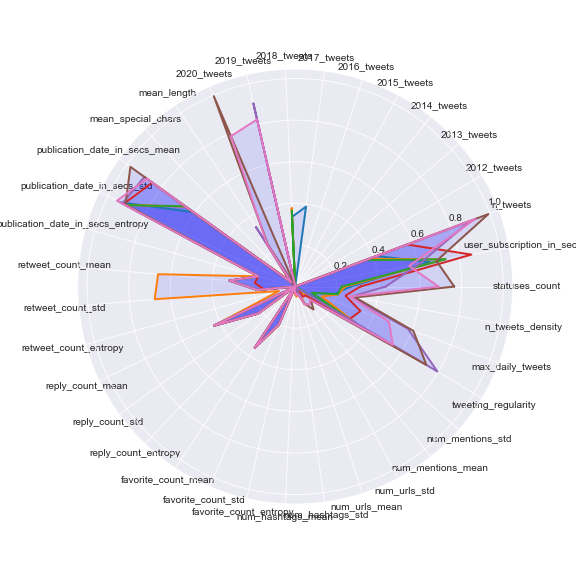 2018_tweets
2017_tweets
2019_tweets
2016_tweets
2020_tweets
2015_tweets
mean_length
2014_tweets
mean_special_chars
2013_tweets
publication_date_in_secs_mean
2012_tweets
publication_date_in_secs_std
n_tweets
1.0
0.8
0.6
0.4
0.2
publication_date_in_secs_entropy
user_subscription_in_sec
retweet_count_mean
statuses_count
retweet_count_std
n_tweets_density
retweet_count_entropy
max_daily_tweets
reply_count_mean
tweeting_regularity
reply_count_std
num_mentions_std
reply_count_entropy
num_mentions_mean
favorite_count_mean
num_urls_std
favorite_count_std
num_urls_mean
favorite_count_entropy
num_hashtags_std
num_hashtags_mean